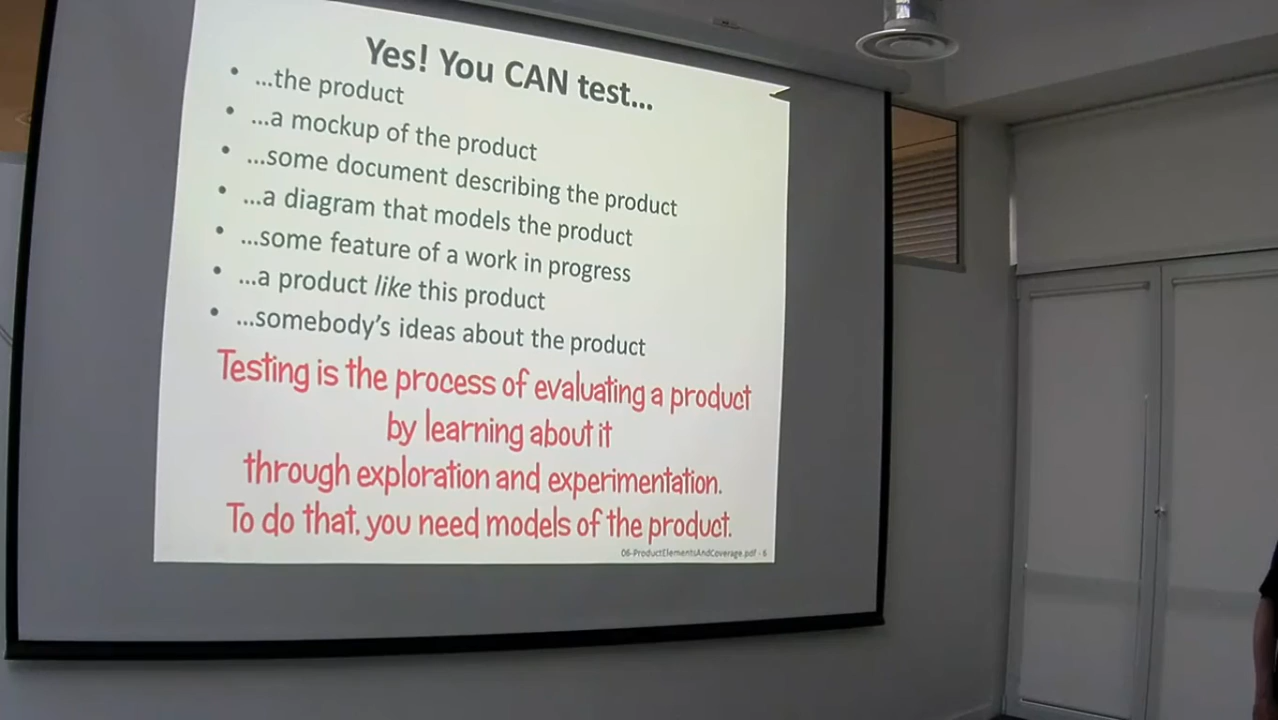 Yes! You CAN test...
• ...the product
• ...a mockup of the product
• ...some document describing the product
• ...a diagram that models the product
• ...some feature of a work in progress
• ...a product like this product
• ...somebody's ideas about the product
Testing is the process of evaluating a product
by learning about it
through exploration and experimentation.
To do that, you need models of the product.
06-ProductElementsAndCoverage.pdf - 6